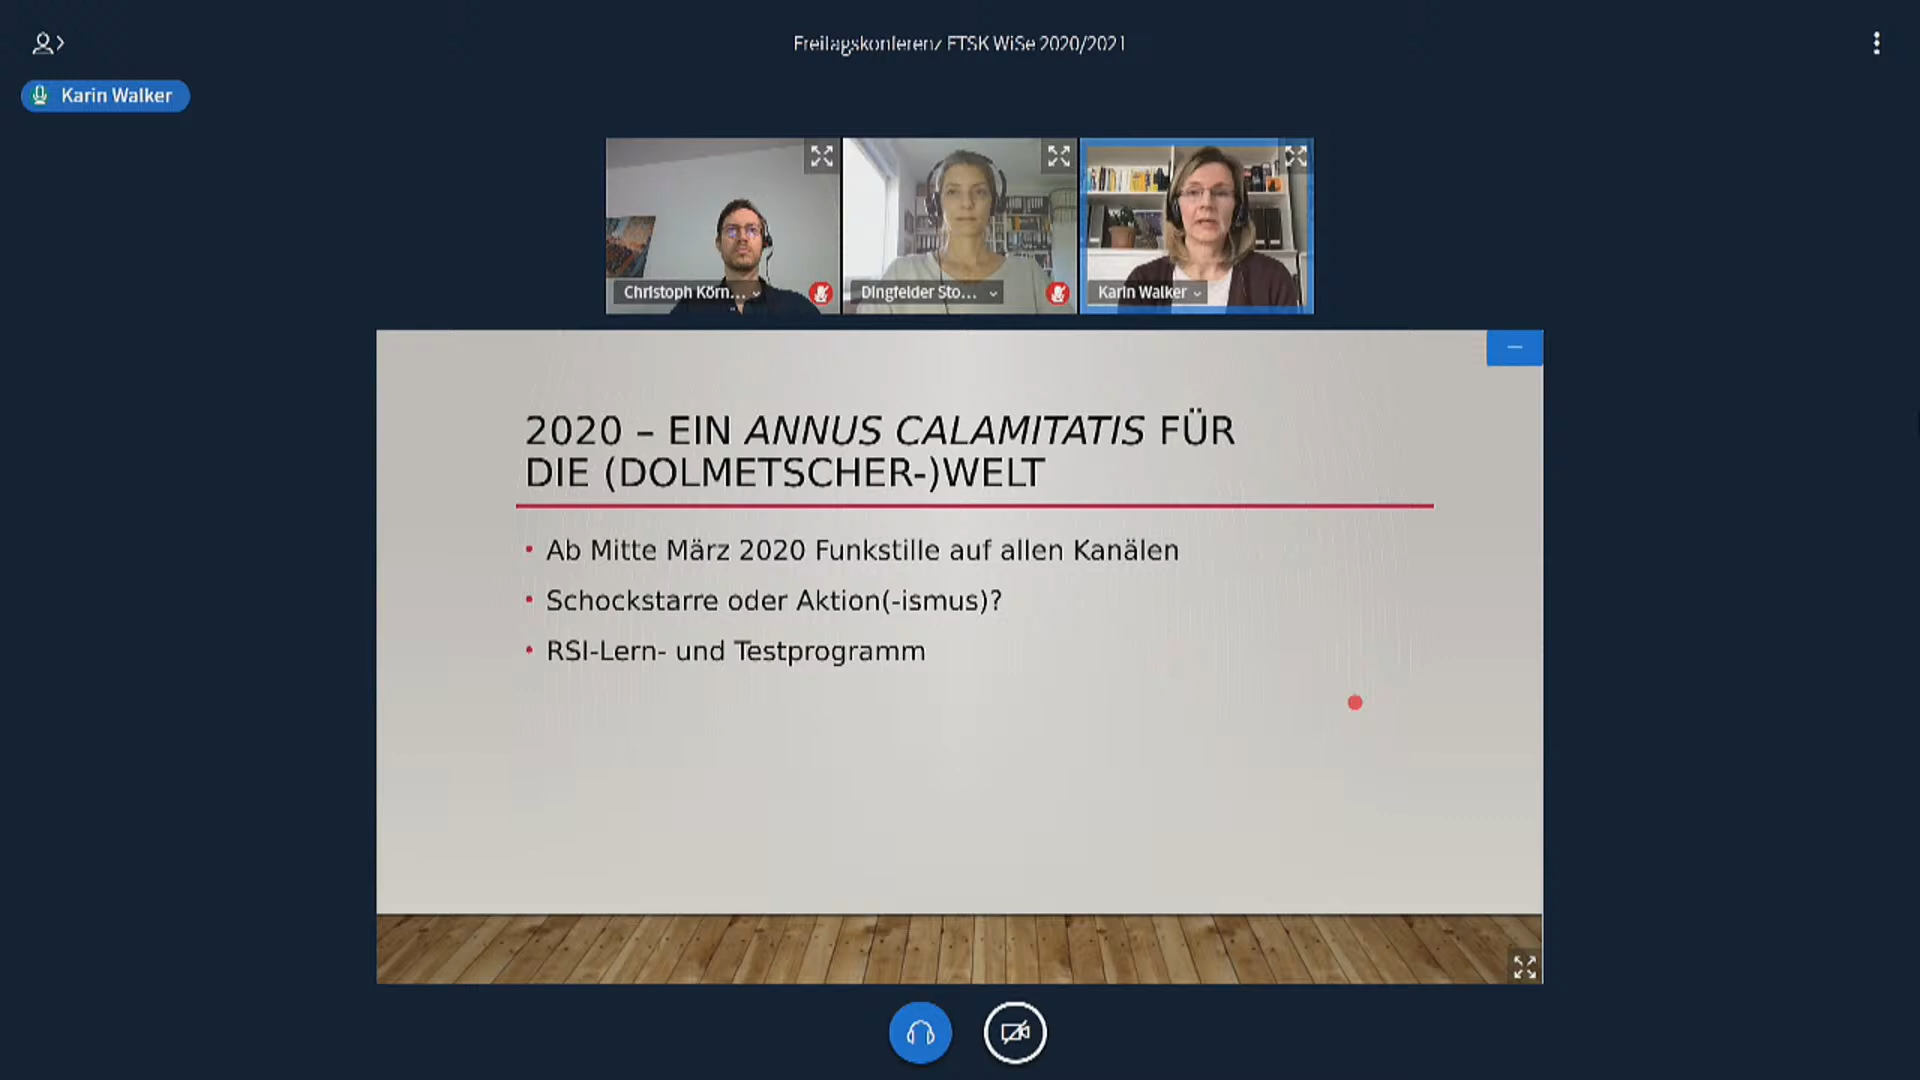 Freitagskonferenz FTSK WiSe 2020/2021
Karin Walker
Christoph Körn...
Dingfelder Sto...
Karin Walker
2020 – EIN ANNUS CALAMITATIS FÜR
DIE (DOLMETSCHER-)WELT
• Ab Mitte März 2020 Funkstille auf allen Kanälen
• Schockstarre oder Aktion(-ismus)?
• RSI-Lern- und Testprogramm